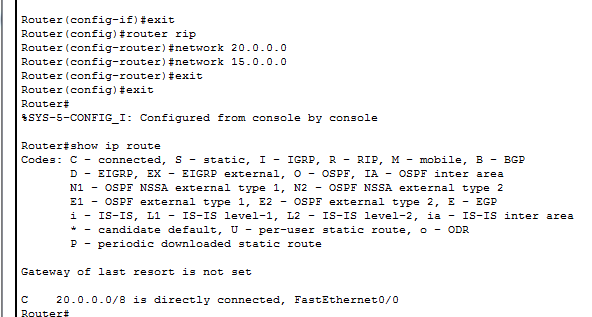 Router(config-if)#exit
Router(config)#router rip
Router(config-router)#network 20.0.0.0
Router(config-router)#network 15.0.0.0
Router(config-router)#exit
Router(config)#exit
Router#
%SYS-5-CONFIG_I: Configured from console by console
Router#show ip route
Codes: C - connected, S - static, I - IGRP, R - RIP, M - mobile, B - BGP
D - EIGRP, EX - EIGRP external, O - OSPF, IA - OSPF inter area
N1 - OSPF NSSA external type 1, N2 - OSPF NSSA external type 2
E1 - OSPF external type 1, E2 - OSPF external type 2, E - EGP
i - IS-IS, L1 - IS-IS level-1, L2 - IS-IS level-2, ia - IS-IS inter area
* - candidate default, U - per-user static route, o - ODR
P - periodic downloaded static route
Gateway of last resort is not set
C 20.0.0.0/8 is directly connected, FastEthernet0/0
Router#